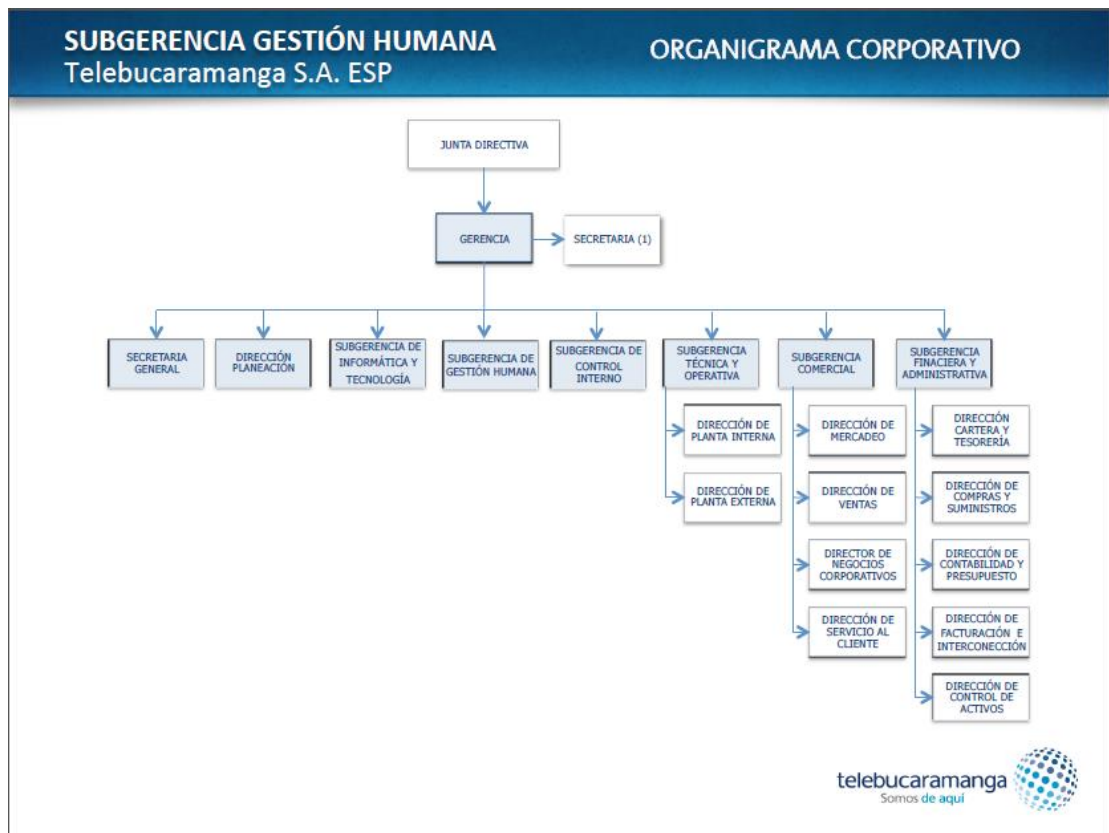 SUBGERENCIA GESTIÓN HUMANA
Telebucaramanga S.A. ESP
ORGANIGRAMA CORPORATIVO
JUNTA DIRECTIVA
GERENCIA
SECRETARIA (1)
SECRETARIA
GENERAL
DIRECCIÓN
PLANEACIÓN
SUBGERENCIA DE
INFORMÁTICA Y
TECNOLOGÍA
SUBGERENCIA DE
GESTIÓN HUMANA
SUBGERENCIA DE
CONTROL
INTERNO
SUBGERENCIA
TÉCNICA Y
OPERATIVA
SUBGERENCIA
COMERCIAL
SUBGERENCIA
FINACIERA Y
ADMINISTRATIVA
DIRECCIÓN DE
PLANTA INTERNA
DIRECCIÓN DE
PLANTA EXTERNA
DIRECCIÓN DE
MERCADEO
DIRECCIÓN DE
VENTAS
DIRECTOR DE
NEGOCIOS
CORPORATIVOS
DIRECCIÓN DE
SERVICIO AL
CLIENTE
DIRECCIÓN
CARTERA Y
TESORERÍA
DIRECCIÓN DE
COMPRAS Y
SUMINISTROS
DIRECCIÓN DE
CONTABILIDAD Y
PRESUPUESTO
DIRECCIÓN DE
FACTURACIÓN E
INTERCONECCIÓN
DIRECCIÓN DE
CONTROL DE
ACTIVOS
telebucaramanga
Somos de aquí